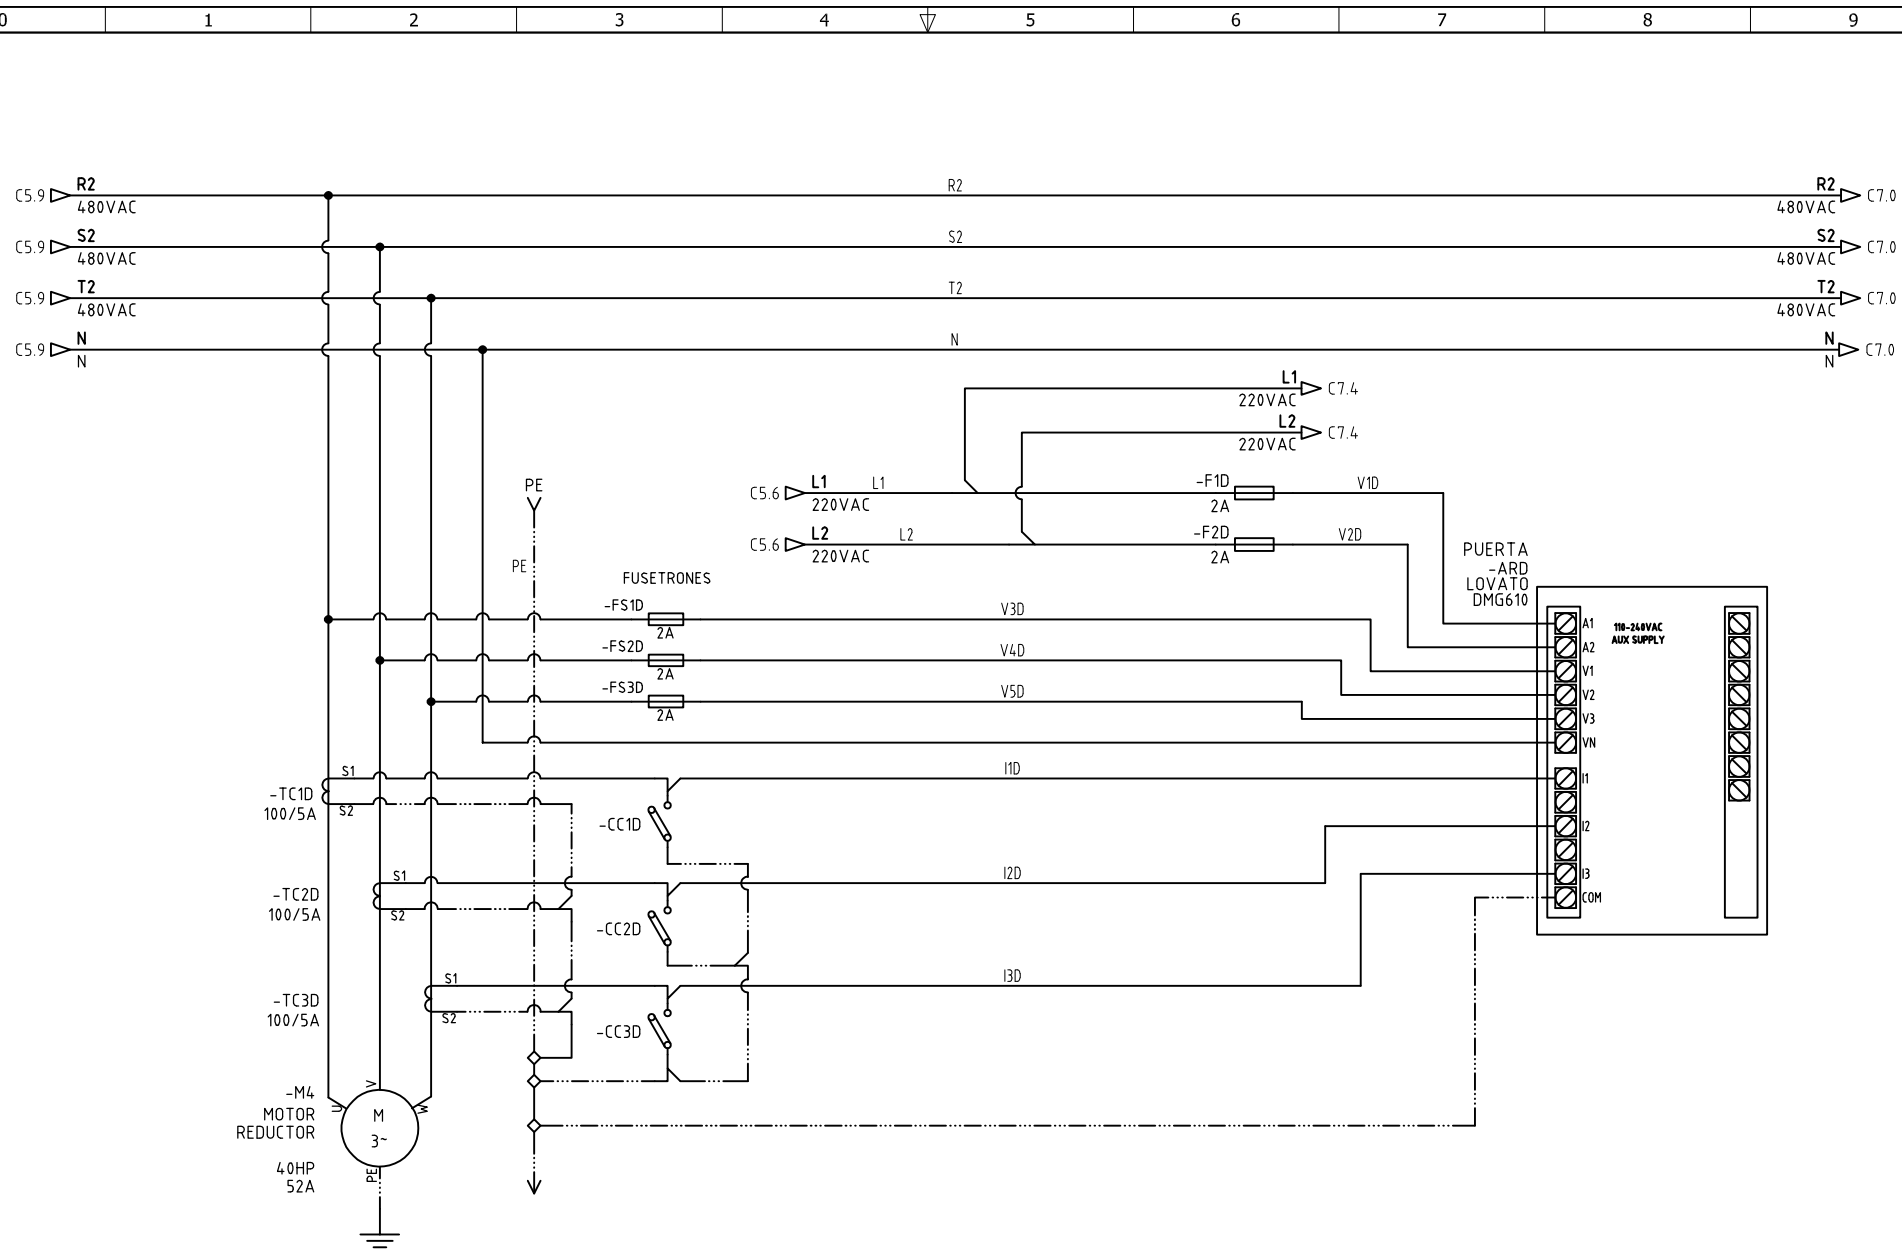 0 1 2 3 4 5 6 7 8 9
C5.9 R2 R2 R2 C7.0
480VAC 480VAC
C5.9 S2 S2 S2 C7.0
480VAC 480VAC
C5.9 T2 T2 T2 C7.0
480VAC 480VAC
C5.9 N N N C7.0
N N
L1 C7.4
220VAC
L2 C7.4
220VAC
PE
C5.6 L1 L1 -F1D V1D
220VAC 2A
C5.6 L2 L2 -F2D V2D
220VAC 2A
PE
PUERTA
-ARD
LOVATO
DMG610
FUSETRONES
-FS1D V3D
2A
-FS2D V4D
2A
-FS3D V5D
2A
A1 110-240VAC
A2 AUX SUPPLY
V1
V2
V3
VN
I1
I2
I3
COM
S1 I1D
-TC1D
100/5A S2
-CC1D
S1 I2D
-TC2D
100/5A S2
-CC2D
S1 I3D
-TC3D
100/5A S2
-CC3D
-M4
MOTOR
REDUCTOR
40HP
52A
U V W
M
3~
PE